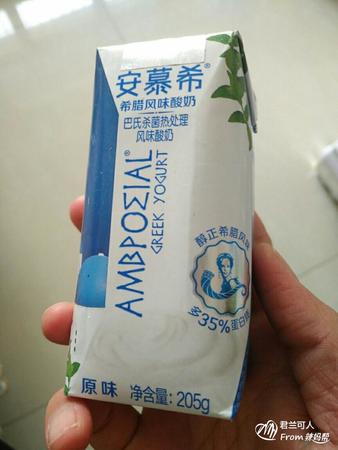 安慕希®
希腊风味酸奶
巴氏杀菌热处理
风味酸奶
AMBPOΣIAL
GREEK YOGURT
醇正希腊风味
多35%蛋白质
原味 净含量:205g
君兰可人
From 辣妈帮